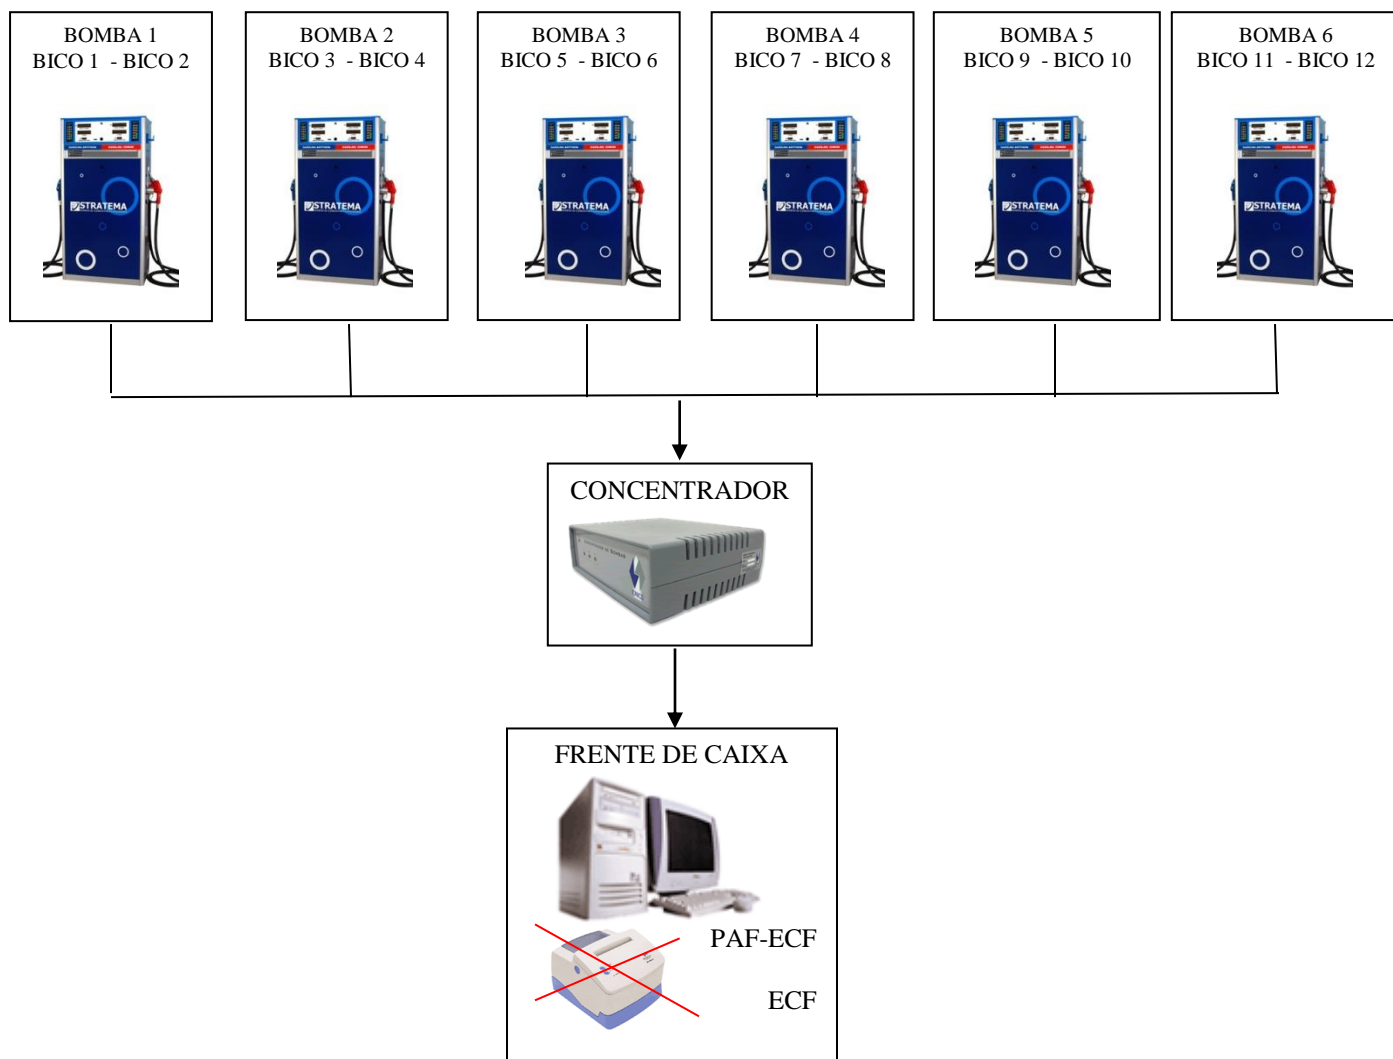 BOMBA 1
BICO 1 - BICO 2
BOMBA 2
BICO 3 - BICO 4
BOMBA 3
BICO 5 - BICO 6
BOMBA 4
BICO 7 - BICO 8
BOMBA 5
BICO 9 - BICO 10
BOMBA 6
BICO 11 - BICO 12
STRATEMA
STRATEMA
STRATEMA
STRATEMA
STRATEMA
STRATEMA
CONCENTRADOR
FRENTE DE CAIXA
PAF-ECF
ECF